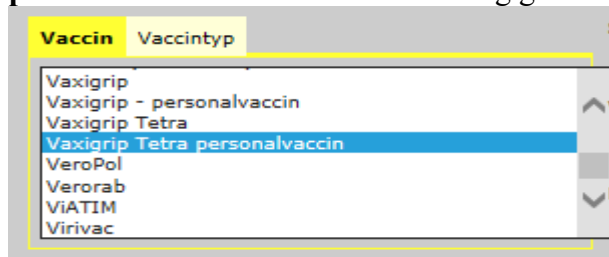 Vaccin Vaccintyp
Vaxigrip
Vaxigrip - personalvaccin
Vaxigrip Tetra
Vaxigrip Tetra personalvaccin
VeroPol
Verorab
ViATIM
Virivac